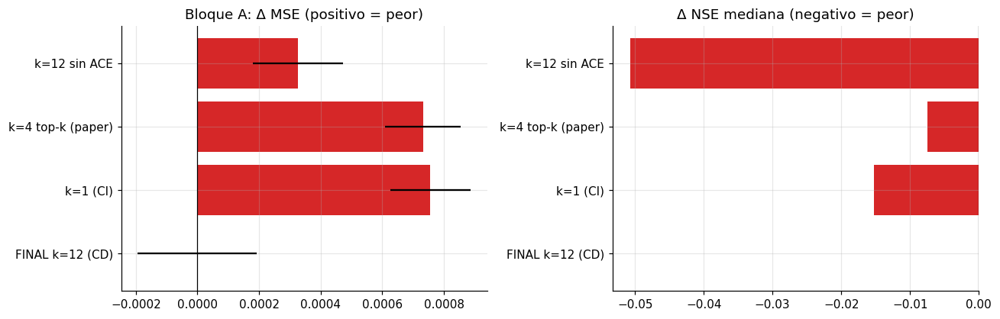 Bloque A: Δ MSE (positivo = peor)
k=12 sin ACE
k=4 top-k (paper)
k=1 (CI)
FINAL k=12 (CD)
−0.0002 0.0000 0.0002 0.0004 0.0006 0.0008
Δ NSE mediana (negativo = peor)
k=12 sin ACE
k=4 top-k (paper)
k=1 (CI)
FINAL k=12 (CD)
−0.05 −0.04 −0.03 −0.02 −0.01 0.00